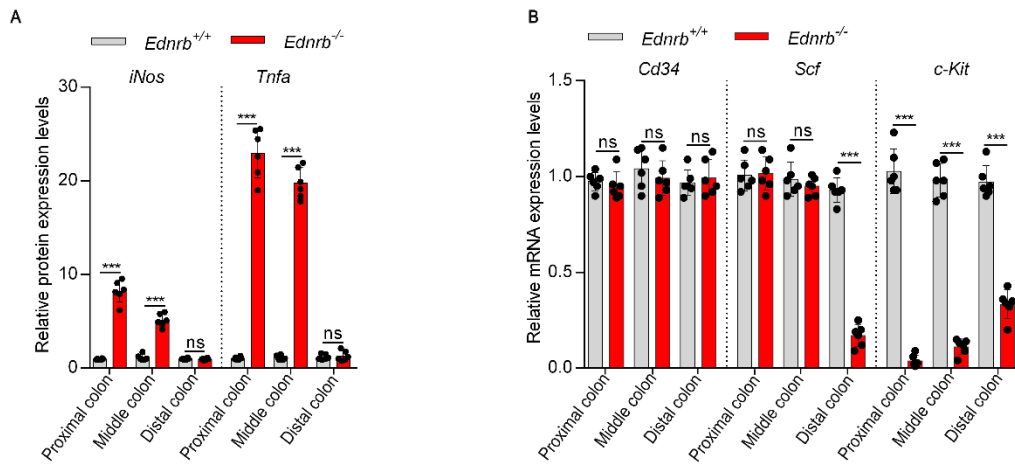 A
Ednrb+/+ Ednrb-/-
iNos Tnfa
Relative protein expression levels
30
20
10
0
*** *** ns *** *** ns
Proximal colon Middle colon Distal colon Proximal colon Middle colon Distal colon
B
Ednrb+/+ Ednrb-/-
Cd34 Scf c-Kit
Relative mRNA expression levels
1.5
1.0
0.5
0.0
ns ns ns ns ns *** *** *** ***
Proximal colon Middle colon Distal colon Proximal colon Middle colon Distal colon Proximal colon Middle colon Distal colon